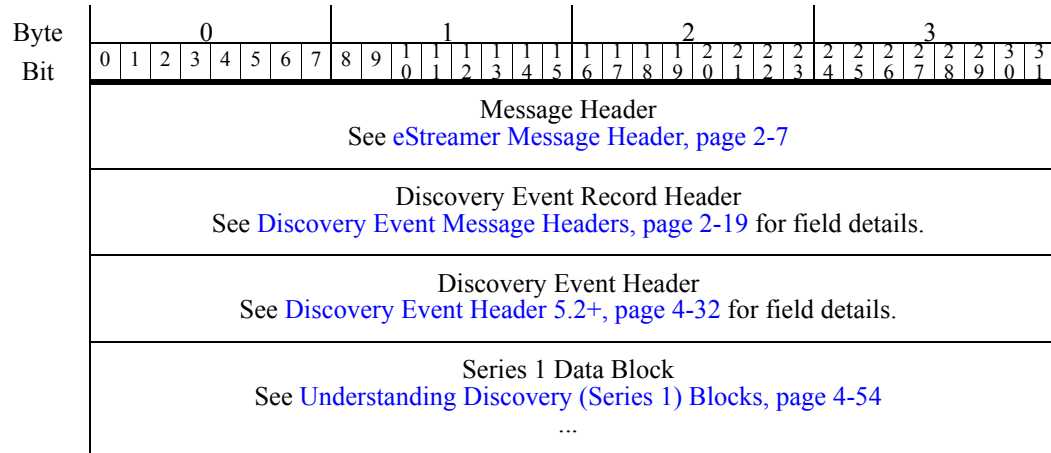 Byte 0 1 2 3
Bit 0 1 2 3 4 5 6 7 8 9 10 11 12 13 14 15 16 17 18 19 20 21 22 23 24 25 26 27 28 29 30 31
Message Header
See eStreamer Message Header, page 2-7
Discovery Event Record Header
See Discovery Event Message Headers, page 2-19 for field details.
Discovery Event Header
See Discovery Event Header 5.2+, page 4-32 for field details.
Series 1 Data Block
See Understanding Discovery (Series 1) Blocks, page 4-54
...